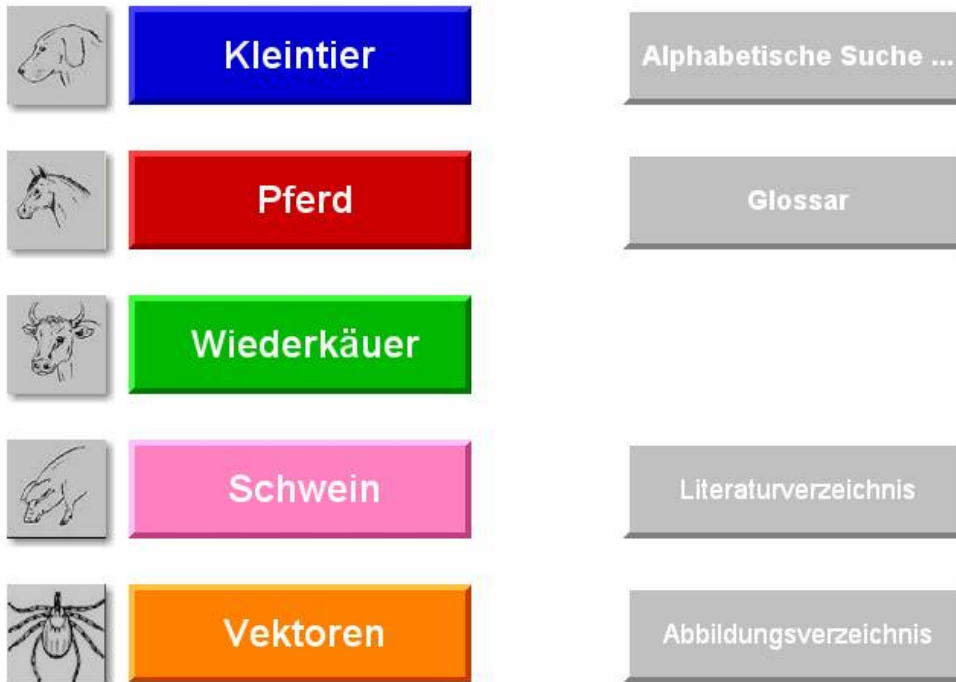 Kleintier
Alphabetische Suche ...
Pferd
Glossar
Wiederkäuer
Schwein
Literaturverzeichnis
Vektoren
Abbildungsverzeichnis